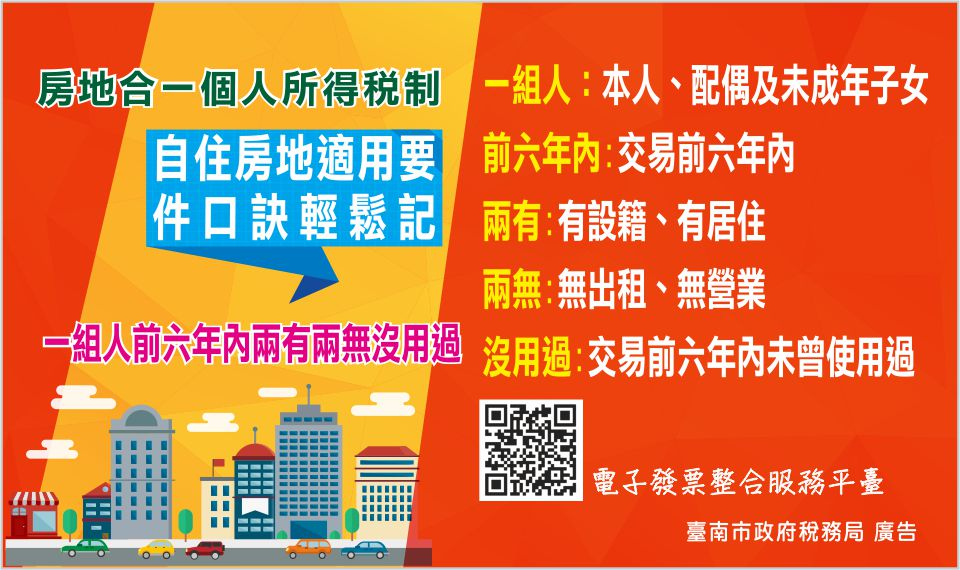 房地合一個人所得稅制
自住房地適用要
件口訣輕鬆記
一組人前六年內兩有兩無沒用過
一組人：本人、配偶及未成年子女
前六年內：交易前六年內
兩有：有設籍、有居住
兩無：無出租、無營業
沒用過：交易前六年內未曾使用過
電子發票整合服務平臺
臺南市政府稅務局 廣告